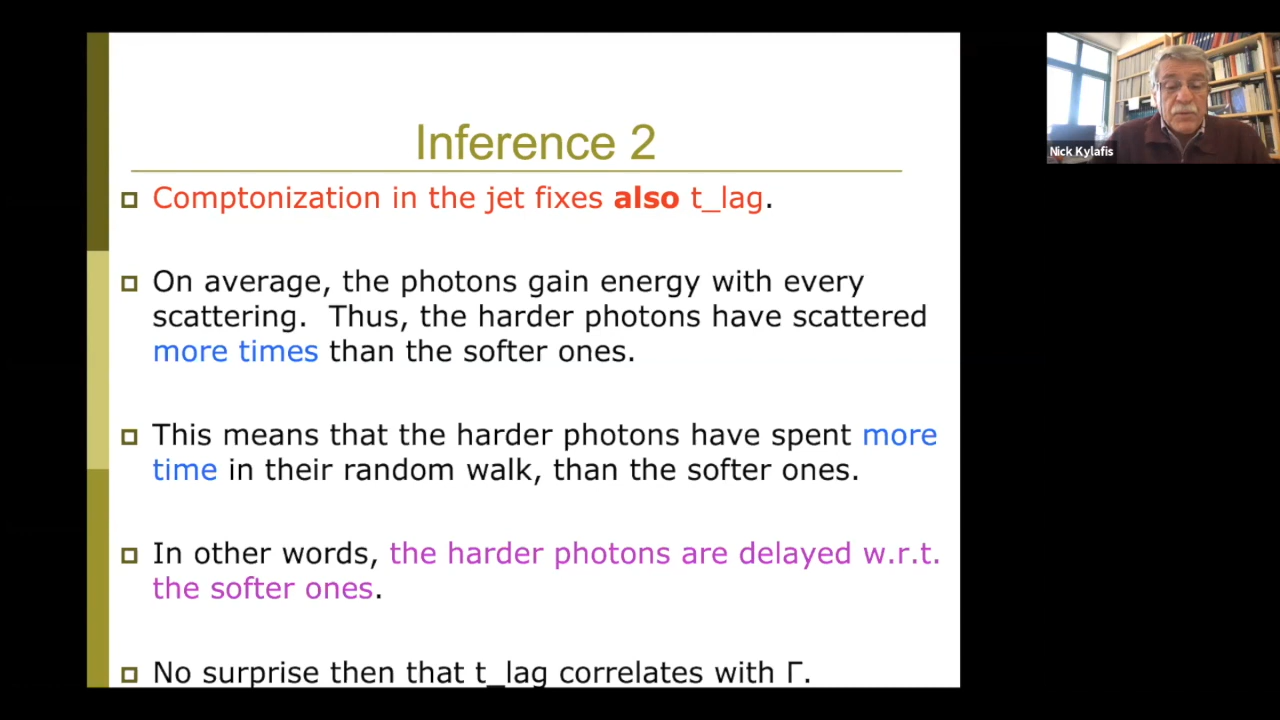 Inference 2
Comptonization in the jet fixes also t_lag.
On average, the photons gain energy with every
scattering.  Thus, the harder photons have scattered
more times than the softer ones.
This means that the harder photons have spent more
time in their random walk, than the softer ones.
In other words, the harder photons are delayed w.r.t.
the softer ones.
No surprise then that t_lag correlates with Γ.
Nick Kylafis